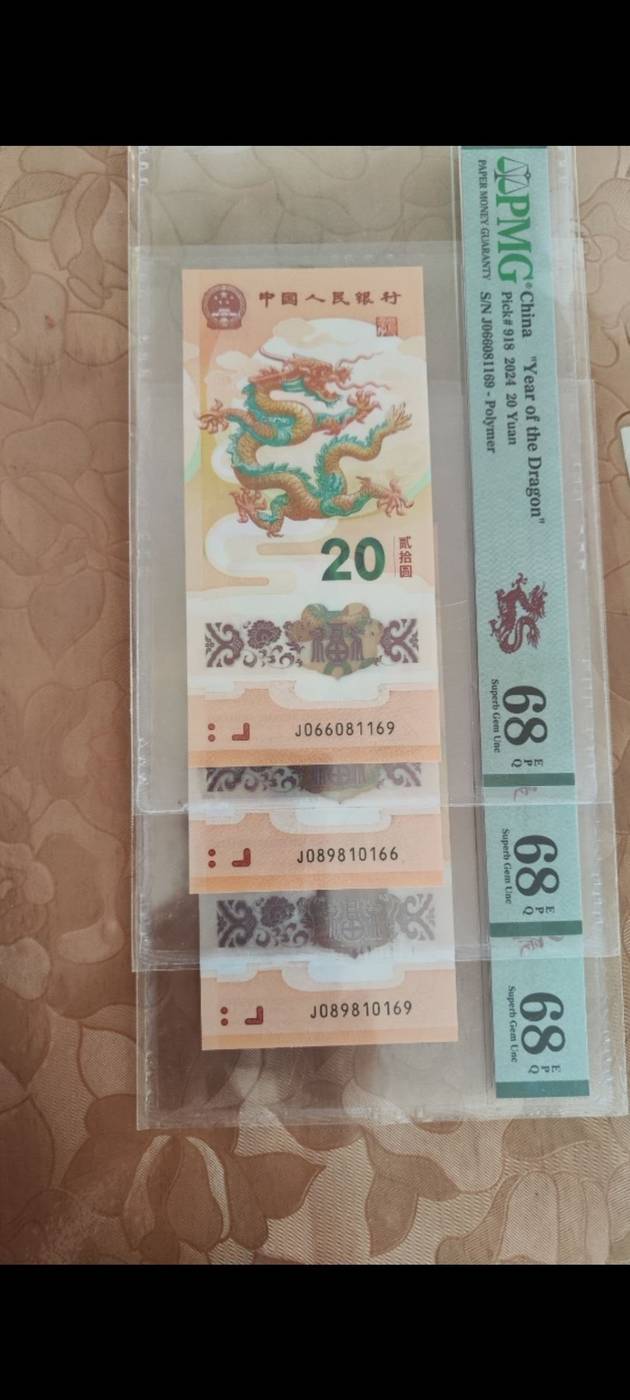 中国人民银行
20
贰拾圆
福
J066081169
J089810166
J089810169
PMG®
PAPER MONEY GUARANTY
China "Year of the Dragon"
Pick# 918 2024 20 Yuan
S/N J066081169 - Polymer
68 EPQ
Superb Gem Unc
68 EPQ
Superb Gem Unc
68 EPQ
Superb Gem Unc